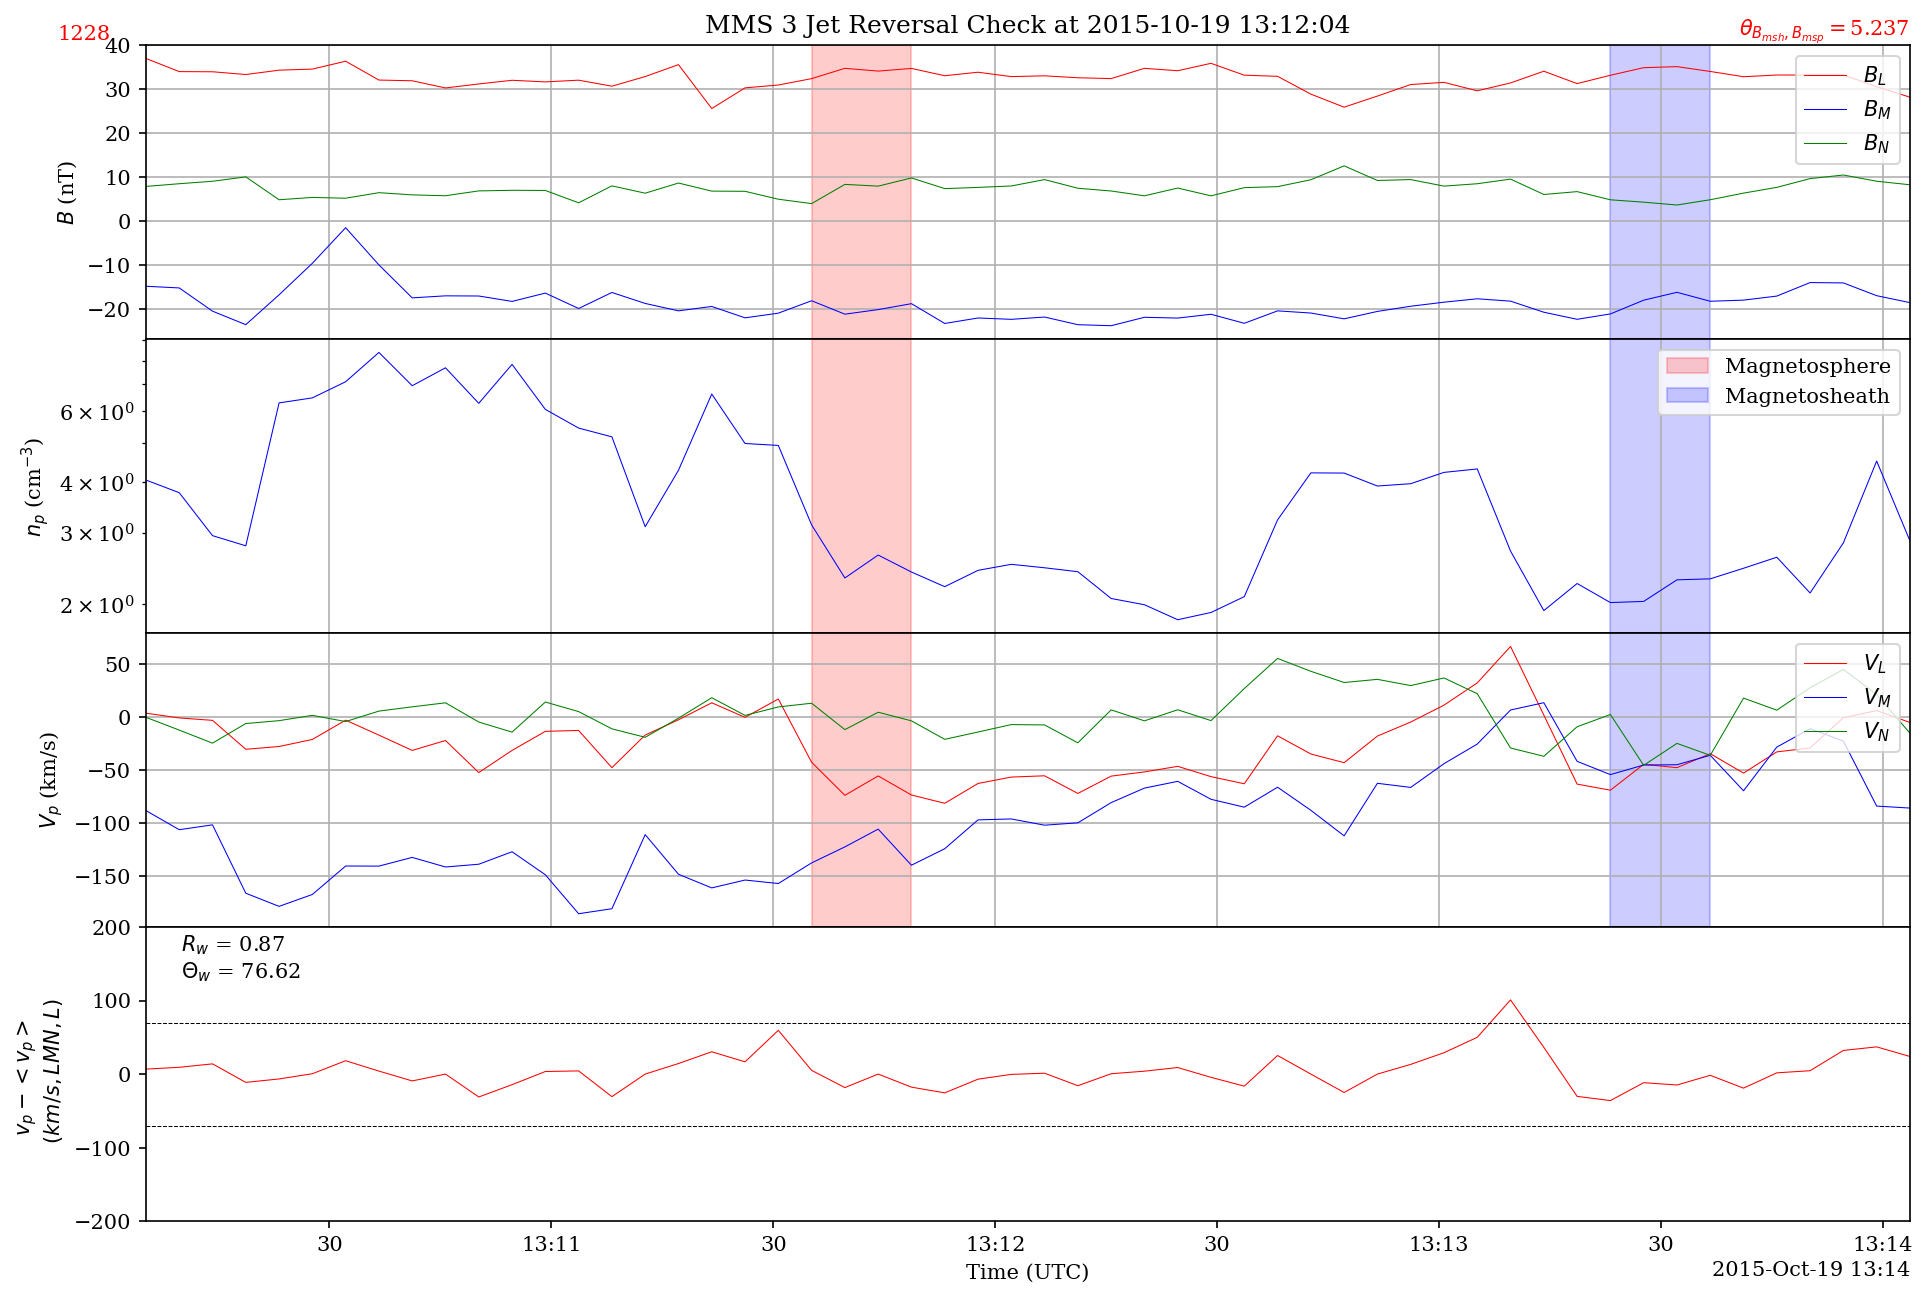 1228
MMS 3 Jet Reversal Check at 2015-10-19 13:12:04
θ_{B_{msh}, B_{msp}} = 5.237
B (nT)
40
30
20
10
0
−10
−20
B_L
B_M
B_N
n_p (cm^{−3})
6 × 10^0
4 × 10^0
3 × 10^0
2 × 10^0
Magnetosphere
Magnetosheath
V_p (km/s)
50
0
−50
−100
−150
V_L
V_M
V_N
v_p − < v_p >
(km/s, LMN, L)
200
100
0
−100
−200
R_w = 0.87
Θ_w = 76.62
30 13:11 30 13:12 30 13:13 30 13:14
Time (UTC)
2015-Oct-19 13:14